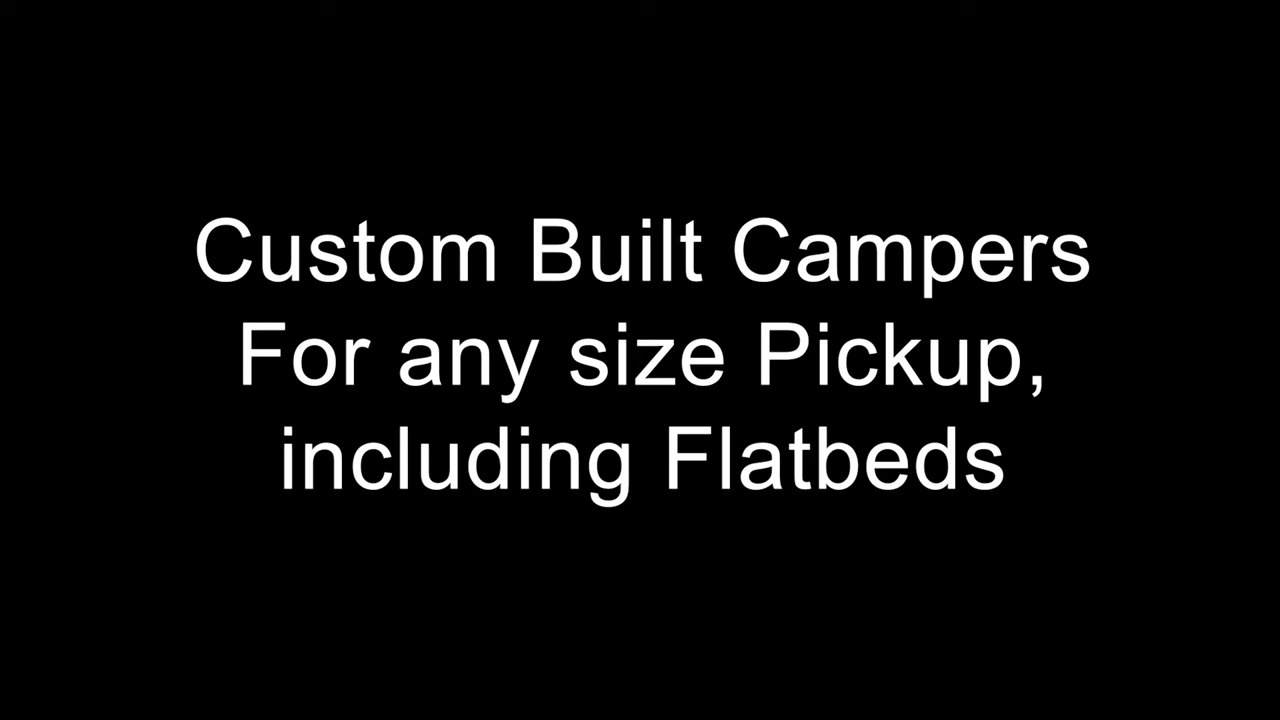 Custom Built Campers
For any size Pickup,
including Flatbeds